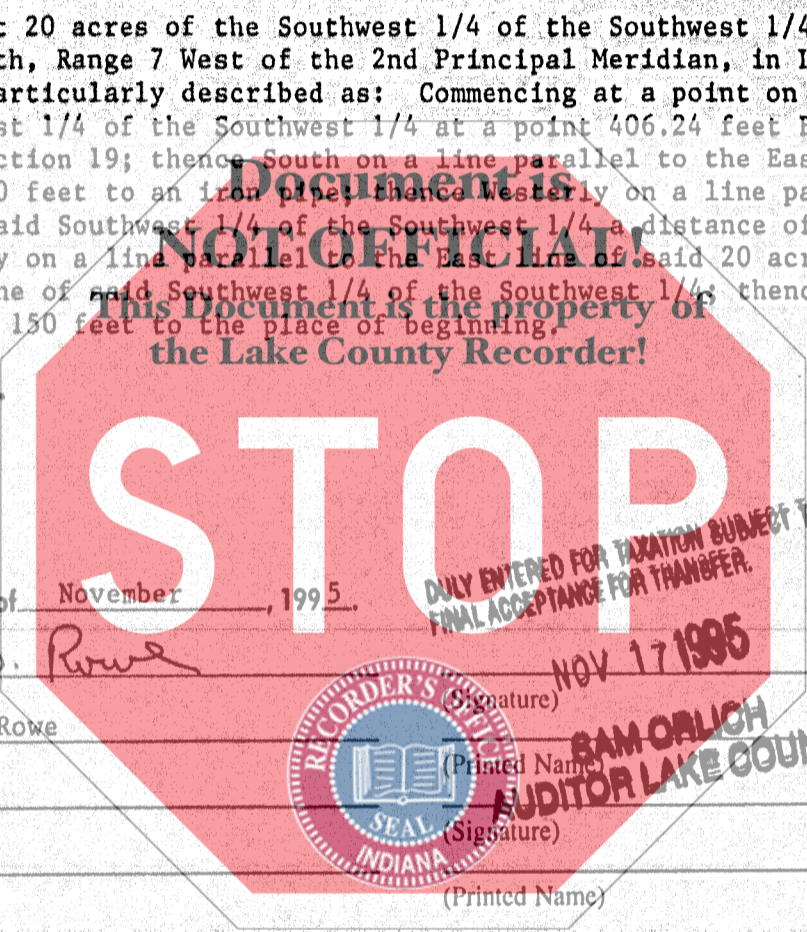 20 acres of the Southwest 1/4 of the Southwest 1/4
th, Range 7 West of the 2nd Principal Meridian, in
articularly described as: Commencing at a point on
st 1/4 of the Southwest 1/4 at a point 406.24 feet
ction 19; thence South on a line parallel to the Eas
0 feet to an iron pipe; thence Westerly on a line p
aid Southwest 1/4 of the Southwest 1/4 a distance of
y on a line parallel to the East line of said 20 acr
ne of said Southwest 1/4 of the Southwest 1/4; thenc
150 feet to the place of beginning.
Document is
NOT OFFICIAL!
This Document is the property of
the Lake County Recorder!
STOP
of November, 1995.
DULY ENTERED FOR TAXATION SUBJECT T
FINAL ACCEPTANCE FOR TRANSFER.
Rowe
NOV 17 1995
(Signature)
Rowe
(Printed Name)
SAM ORLICH
AUDITOR LAKE COUN
(Signature)
(Printed Name)
RECORDER'S OFFICE
SEAL
INDIANA